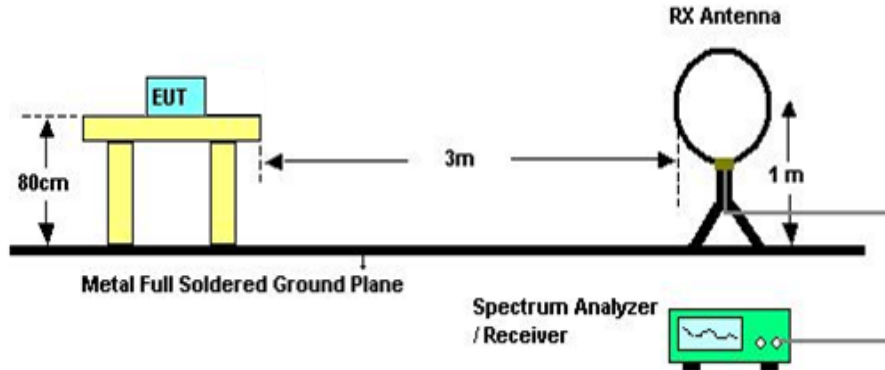 RX Antenna
EUT
80cm
3m
1 m
Metal Full Soldered Ground Plane
Spectrum Analyzer
/ Receiver